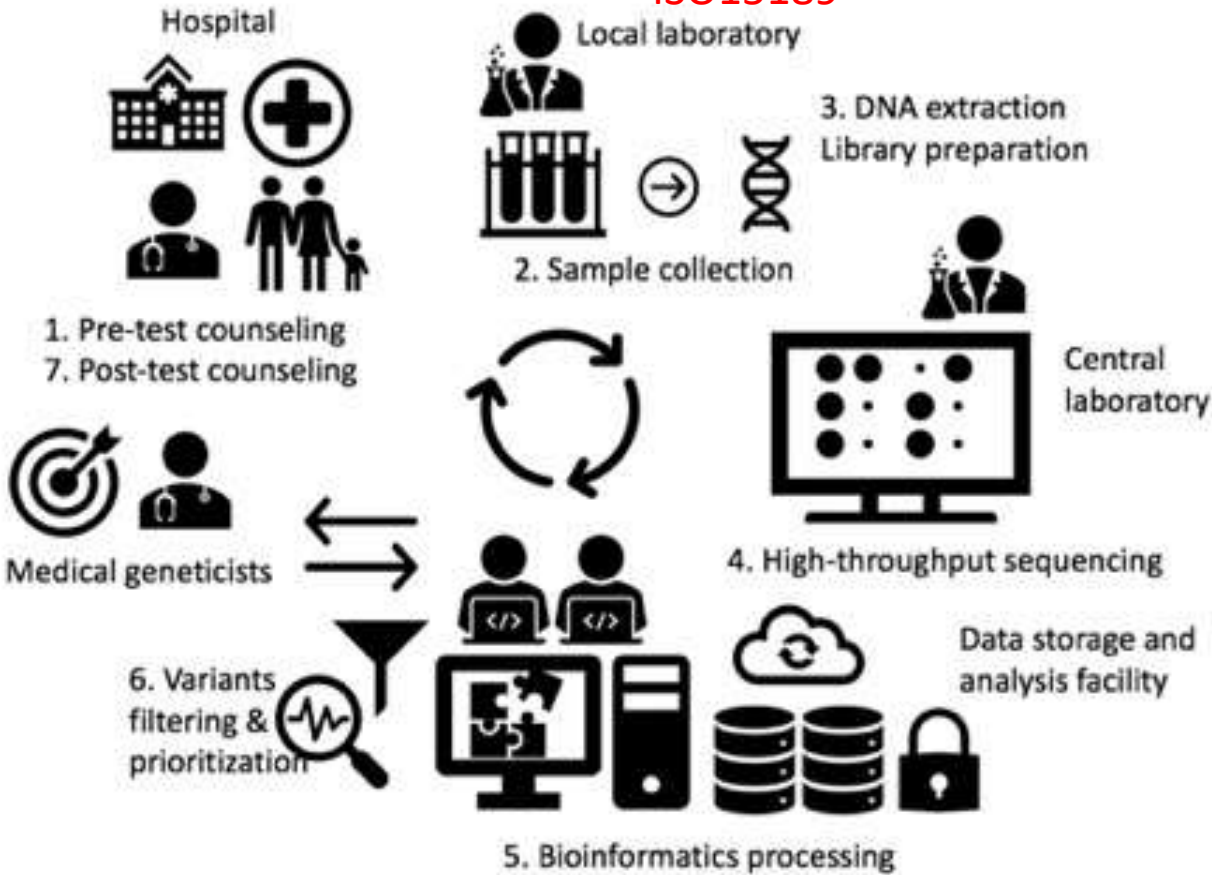 ISO15189
Hospital
Local laboratory
3. DNA extraction
Library preparation
2. Sample collection
1. Pre-test counseling
7. Post-test counseling
Central
laboratory
Medical geneticists
4. High-throughput sequencing
</>
</>
Data storage and
analysis facility
6. Variants
filtering &
prioritization
5. Bioinformatics processing